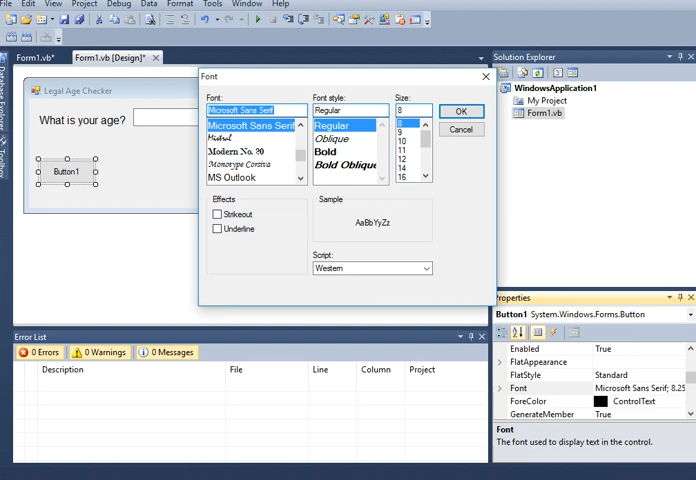 File Edit View Project Debug Data Format Tools Window Help
Form1.vb* Form1.vb [Design]*
Database Explorer
Toolbox
Legal Age Checker
What is your age?
Button1
Font
Font: Font style: Size:
Microsoft Sans Serif Regular 8
Microsoft Sans Serif Regular 8
Mistral Oblique 9
Modern No. 20 Bold 10
Monotype Corsiva Bold Oblique 11
MS Outlook 12
14
16
OK
Cancel
Effects
Strikeout
Underline
Sample
AaBbYyZz
Script:
Western
Solution Explorer
WindowsApplication1
My Project
Form1.vb
Properties
Button1 System.Windows.Forms.Button
Enabled True
FlatAppearance
FlatStyle Standard
Font Microsoft Sans Serif; 8.25
ForeColor ControlText
GenerateMember True
Font
The font used to display text in the control.
Error List
0 Errors 0 Warnings 0 Messages
Description File Line Column Project